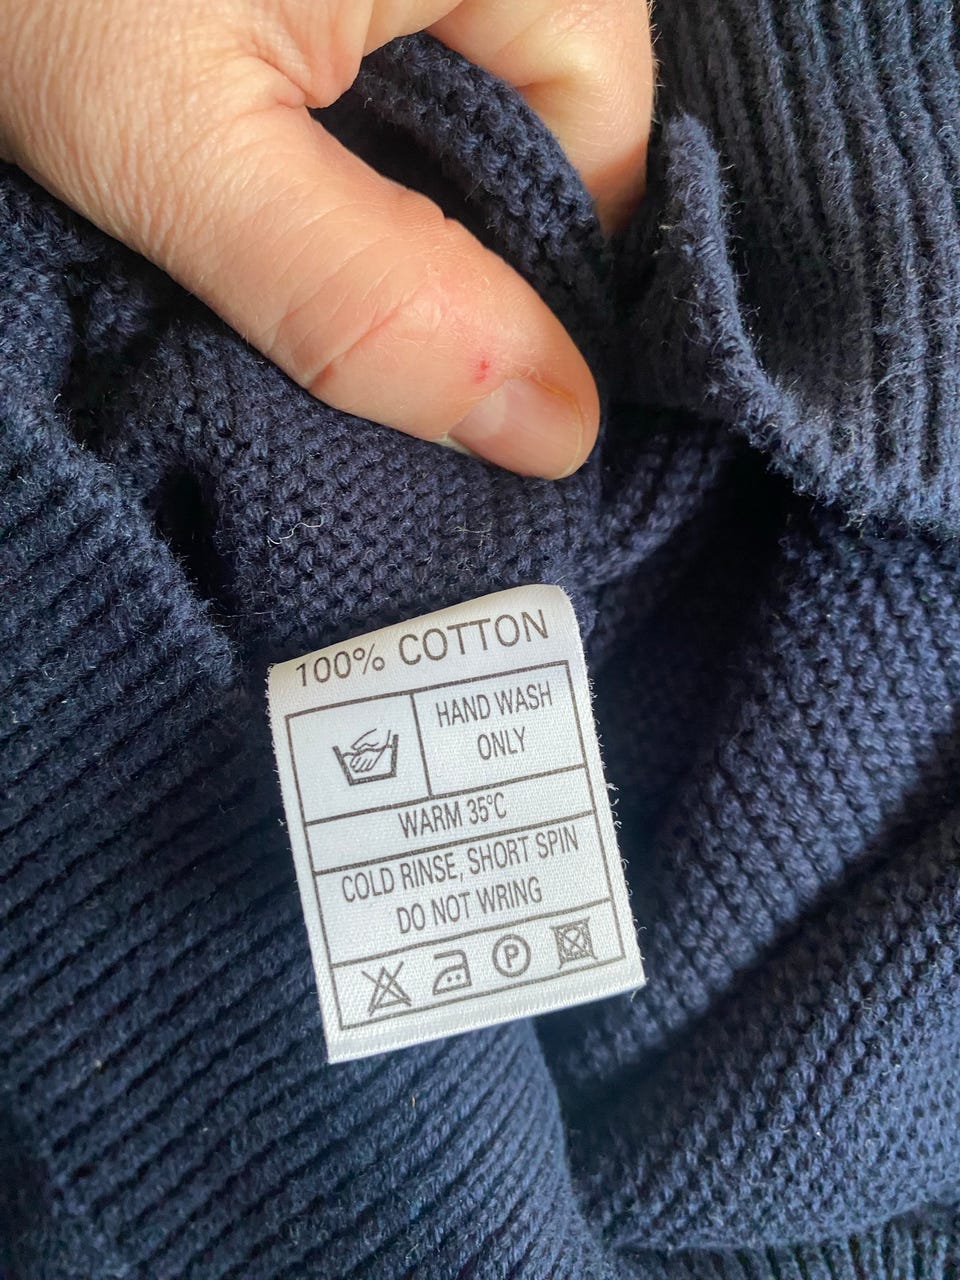 100% COTTON
HAND WASH
ONLY
WARM 35°C
COLD RINSE, SHORT SPIN
DO NOT WRING
P